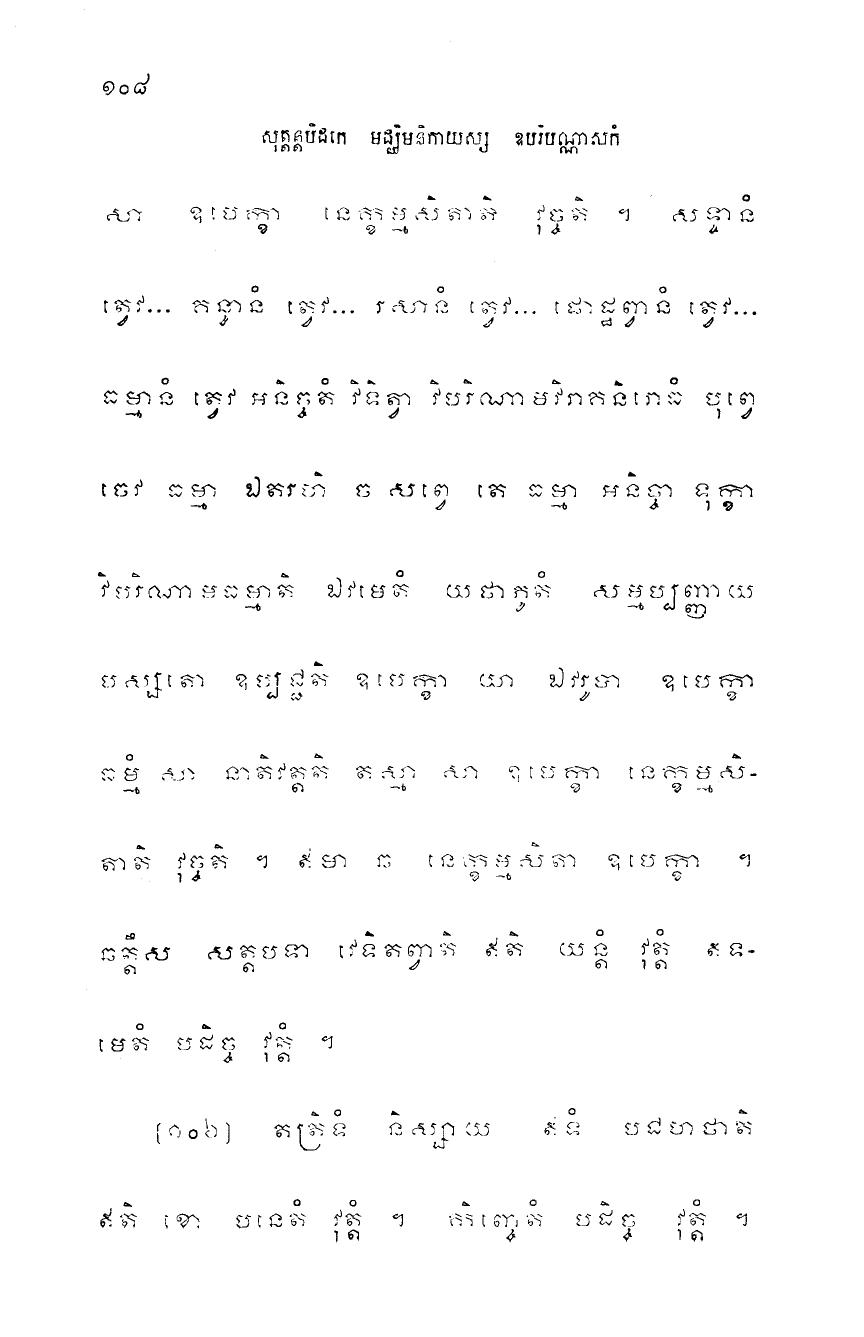 ១០៨
សុត្តន្តបិដកេ មជ្ឈិមនិកាយស្ស ឧបរិបណ្ណាសកំ
សា ឧបេក្ខា នេក្ខម្មសិតាតិ វុច្ចតិ ។ សទ្ទានំ
ត្វេវ... គន្ធានំ ត្វេវ... រសានំ ត្វេវ... ផោដ្ឋព្វានំ ត្វេវ...
ធម្មានំ ត្វេវ អនិច្ចតំ វិទិត្វា វិបរិណាមវិរាគនិរោធំ បុព្វេ
ចេវ ធម្មា ឯតរហិ ច សព្វេ តេ ធម្មា អនិច្ចា ទុក្ខា
វិបរិណាមធម្មាតិ ឯវមេតំ យថាភូតំ សម្មប្បញ្ញាយ
បស្សតោ ឧប្បជ្ជតិ ឧបេក្ខា យា ឯវរូបា ឧបេក្ខា
ធម្មំ សា នាតិវត្តតិ តស្មា សា ឧបេក្ខា នេក្ខម្មសិ-
តាតិ វុច្ចតិ ។ ឥមា ឆ នេក្ខម្មសិតា ឧបេក្ខា ។
ឆត្តឹស សត្តបទា វេទិតព្វាតិ ឥតិ យន្តំ វុត្តំ ឥទ-
មេតំ បដិច្ច វុត្តំ ។
[១០៦] តត្រិទំ និស្សាយ ឥទំ បជហថាតិ
ឥតិ ខោ បនេតំ វុត្តំ ។ កិញ្ចេតំ បដិច្ច វុត្តំ ។